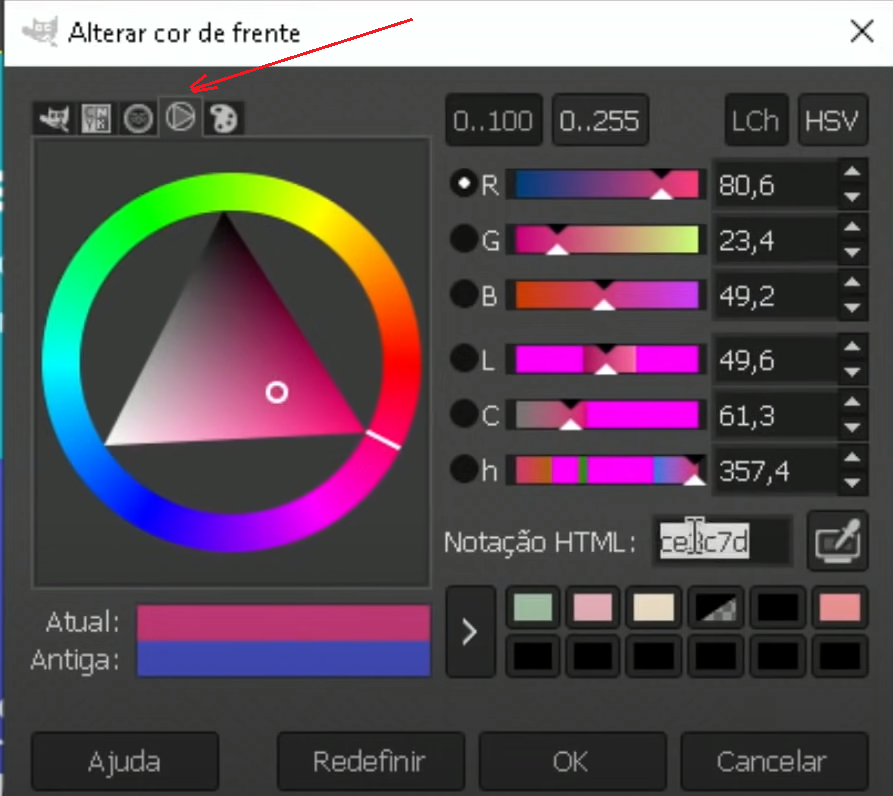 Alterar cor de frente
0..100 0..255 LCh HSV
R 80,6
G 23,4
B 49,2
L 49,6
C 61,3
h 357,4
Notação HTML:
Atual:
Antiga:
Ajuda Redefinir OK Cancelar